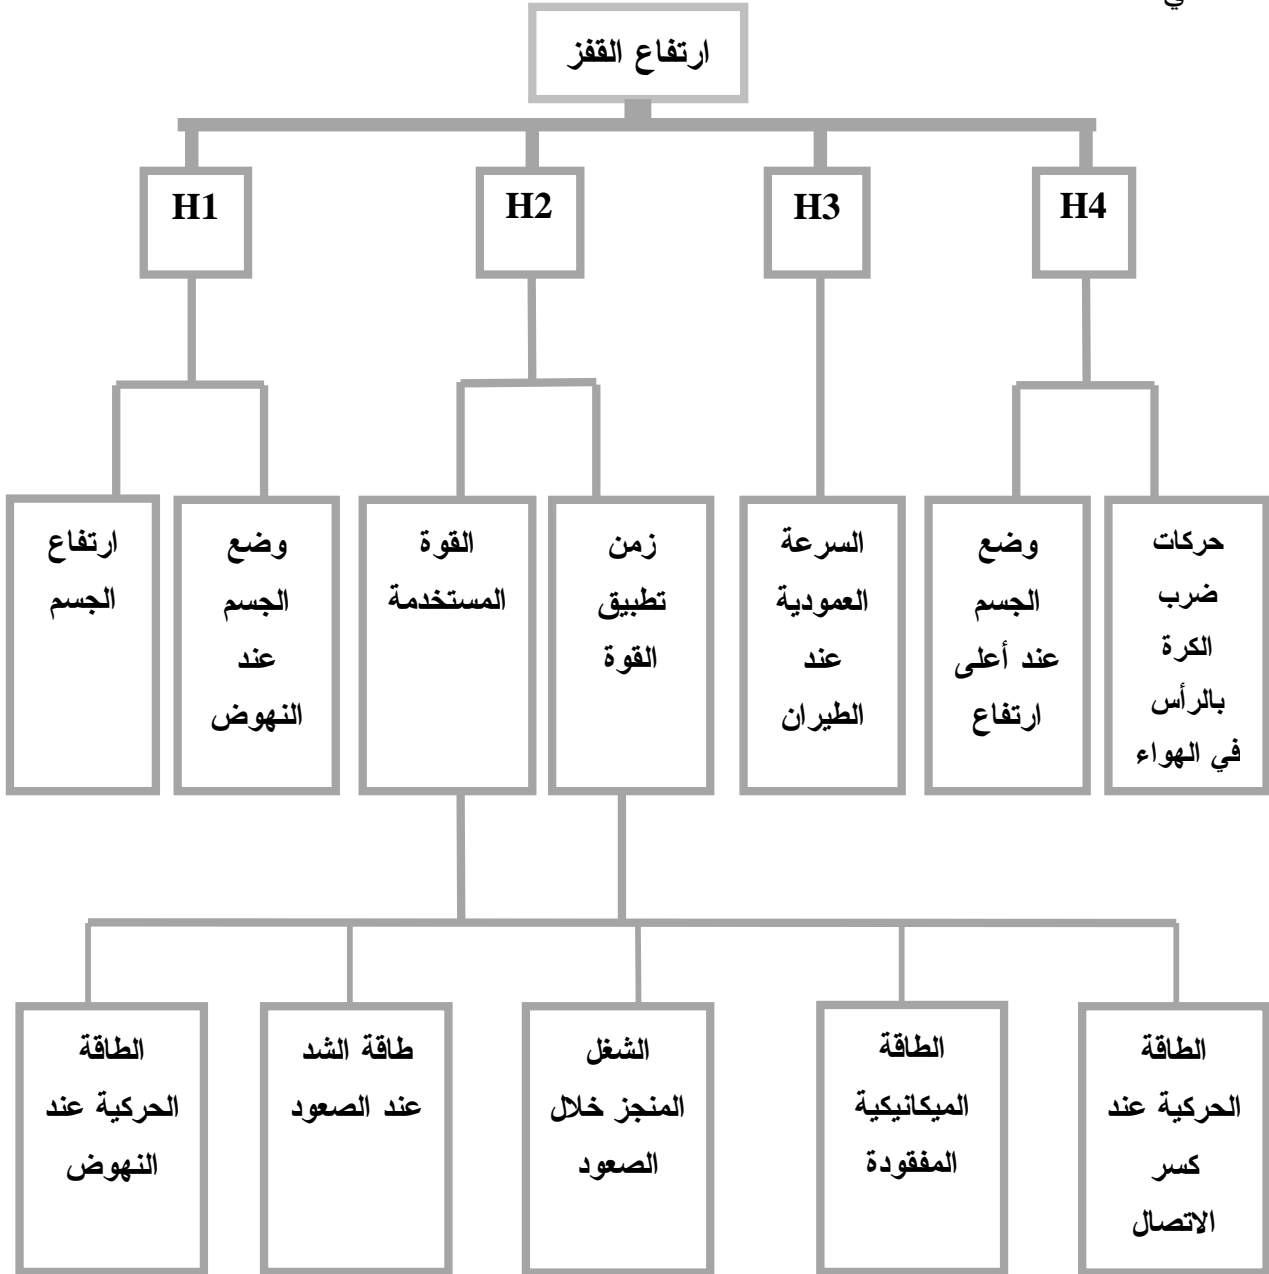 ي
ارتفاع القفز
H1
H2
H3
H4
ارتفاع
الجسم
وضع
الجسم
عند
النهوض
القوة
المستخدمة
زمن
تطبيق
القوة
السرعة
العمودية
عند
الطيران
وضع
الجسم
عند أعلى
ارتفاع
حركات
ضرب
الكرة
بالرأس
في الهواء
الطاقة
الحركية عند
النهوض
طاقة الشد
عند الصعود
الشغل
المنجز خلال
الصعود
الطاقة
الميكانيكية
المفقودة
الطاقة
الحركية عند
كسر
الاتصال